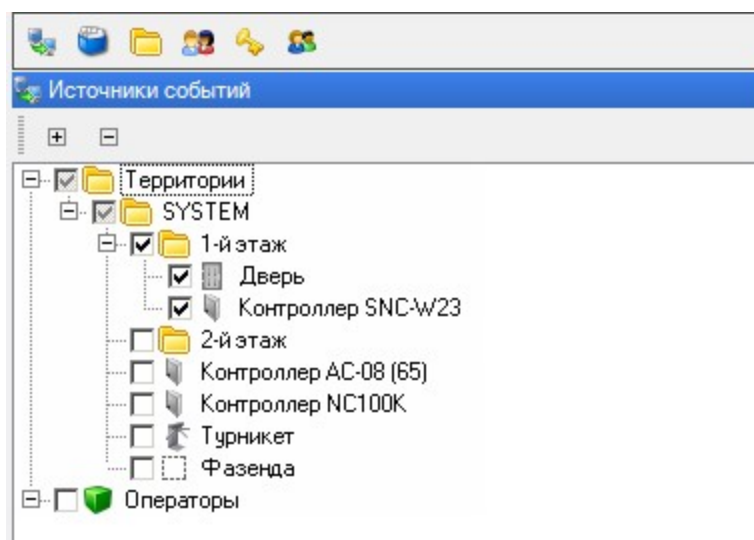 Источники событий
Территории
SYSTEM
1-й этаж
Дверь
Контроллер SNC-W23
2-й этаж
Контроллер AC-08 (65)
Контроллер NC100K
Турникет
Фазенда
Операторы